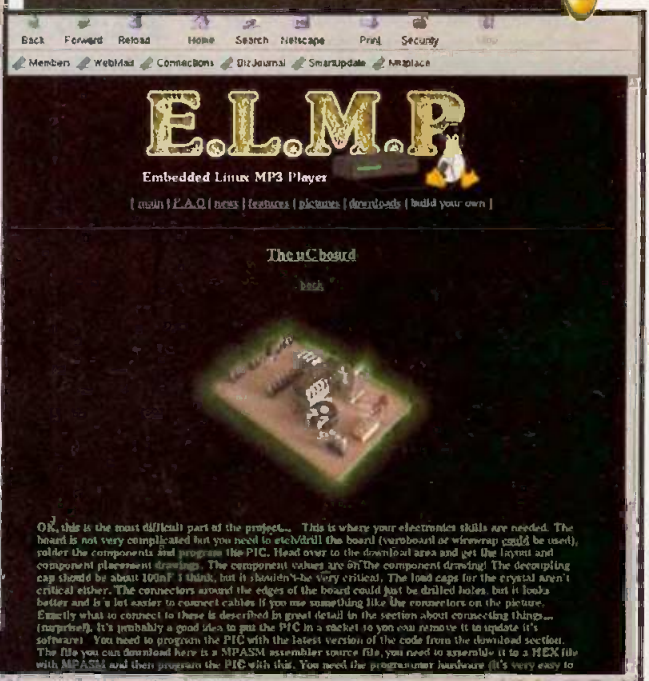 Back Forward Reload Home Search Netscape Print Security Stop
Members WebMail Connections BizJournal SmartUpdate Mktplace
E.L.M.P
Embedded Linux MP3 Player
[ main | F.A.Q | news | features | pictures | downloads | build your own ]
The uC board
back
OK, this is the most difficult part of the project... This is where your electronics skills are needed. The
board is not very complicated but you need to etch/drill the board (veroboard or wirewrap could be used),
solder the components and program the PIC. Head over to the download area and get the layout and
component placement drawings. The component values are on the component drawing! The decoupling
cap should be about 100nF I think, but it shouldn't be very critical. The load caps for the crystal aren't
critical either. The connectors around the edges of the board could just be drilled holes, but it looks
better and is a lot easier to connect cables if you use something like the connectors on the picture.
Exactly what to connect to these is described in great detail in the section about connecting things...
(surprise!). It's probably a good idea to put the PIC in a socket so you can remove it to update it's
software! You need to program the PIC with the latest version of the code from the download section.
The file you can download here is a MPASM assembler source file, you need to assemble it to a HEX file
with MPASM and then program the PIC with this. You need the programmer hardware (it's very easy to